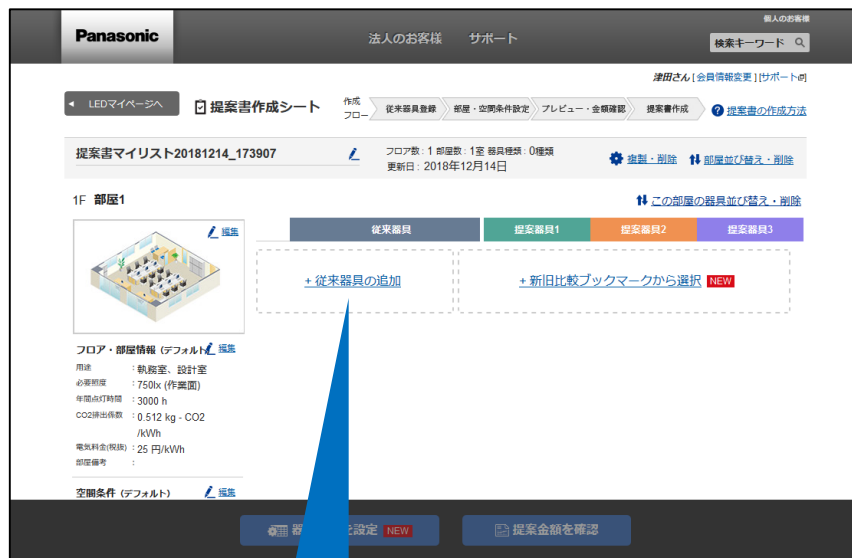 個人のお客様
Panasonic
法人のお客様 サポート
検索キーワード
津田さん [会員情報変更] [サポート]
LEDマイページへ
提案書作成シート
作成フロー
従来器具登録 部屋・空間条件設定 プレビュー・金額確認 提案書作成
提案書の作成方法
提案書マイリスト20181214_173907
フロア数 : 1 部屋数 : 1室 器具種類 : 0種類
更新日 : 2018年12月14日
複製・削除 部屋並び替え・削除
1F 部屋1
この部屋の器具並び替え・削除
編集
従来器具 提案器具1 提案器具2 提案器具3
+ 従来器具の追加
+ 新旧比較ブックマークから選択 NEW
フロア・部屋情報 (デフォルト 編集
用途 : 執務室、設計室
必要照度 : 750lx (作業面)
年間点灯時間 : 3000 h
CO2排出係数 : 0.512 kg - CO2
/kWh
電気料金(税抜) : 25 円/kWh
部屋備考 :
空間条件 (デフォルト) 編集
器 を設定 NEW
提案金額を確認